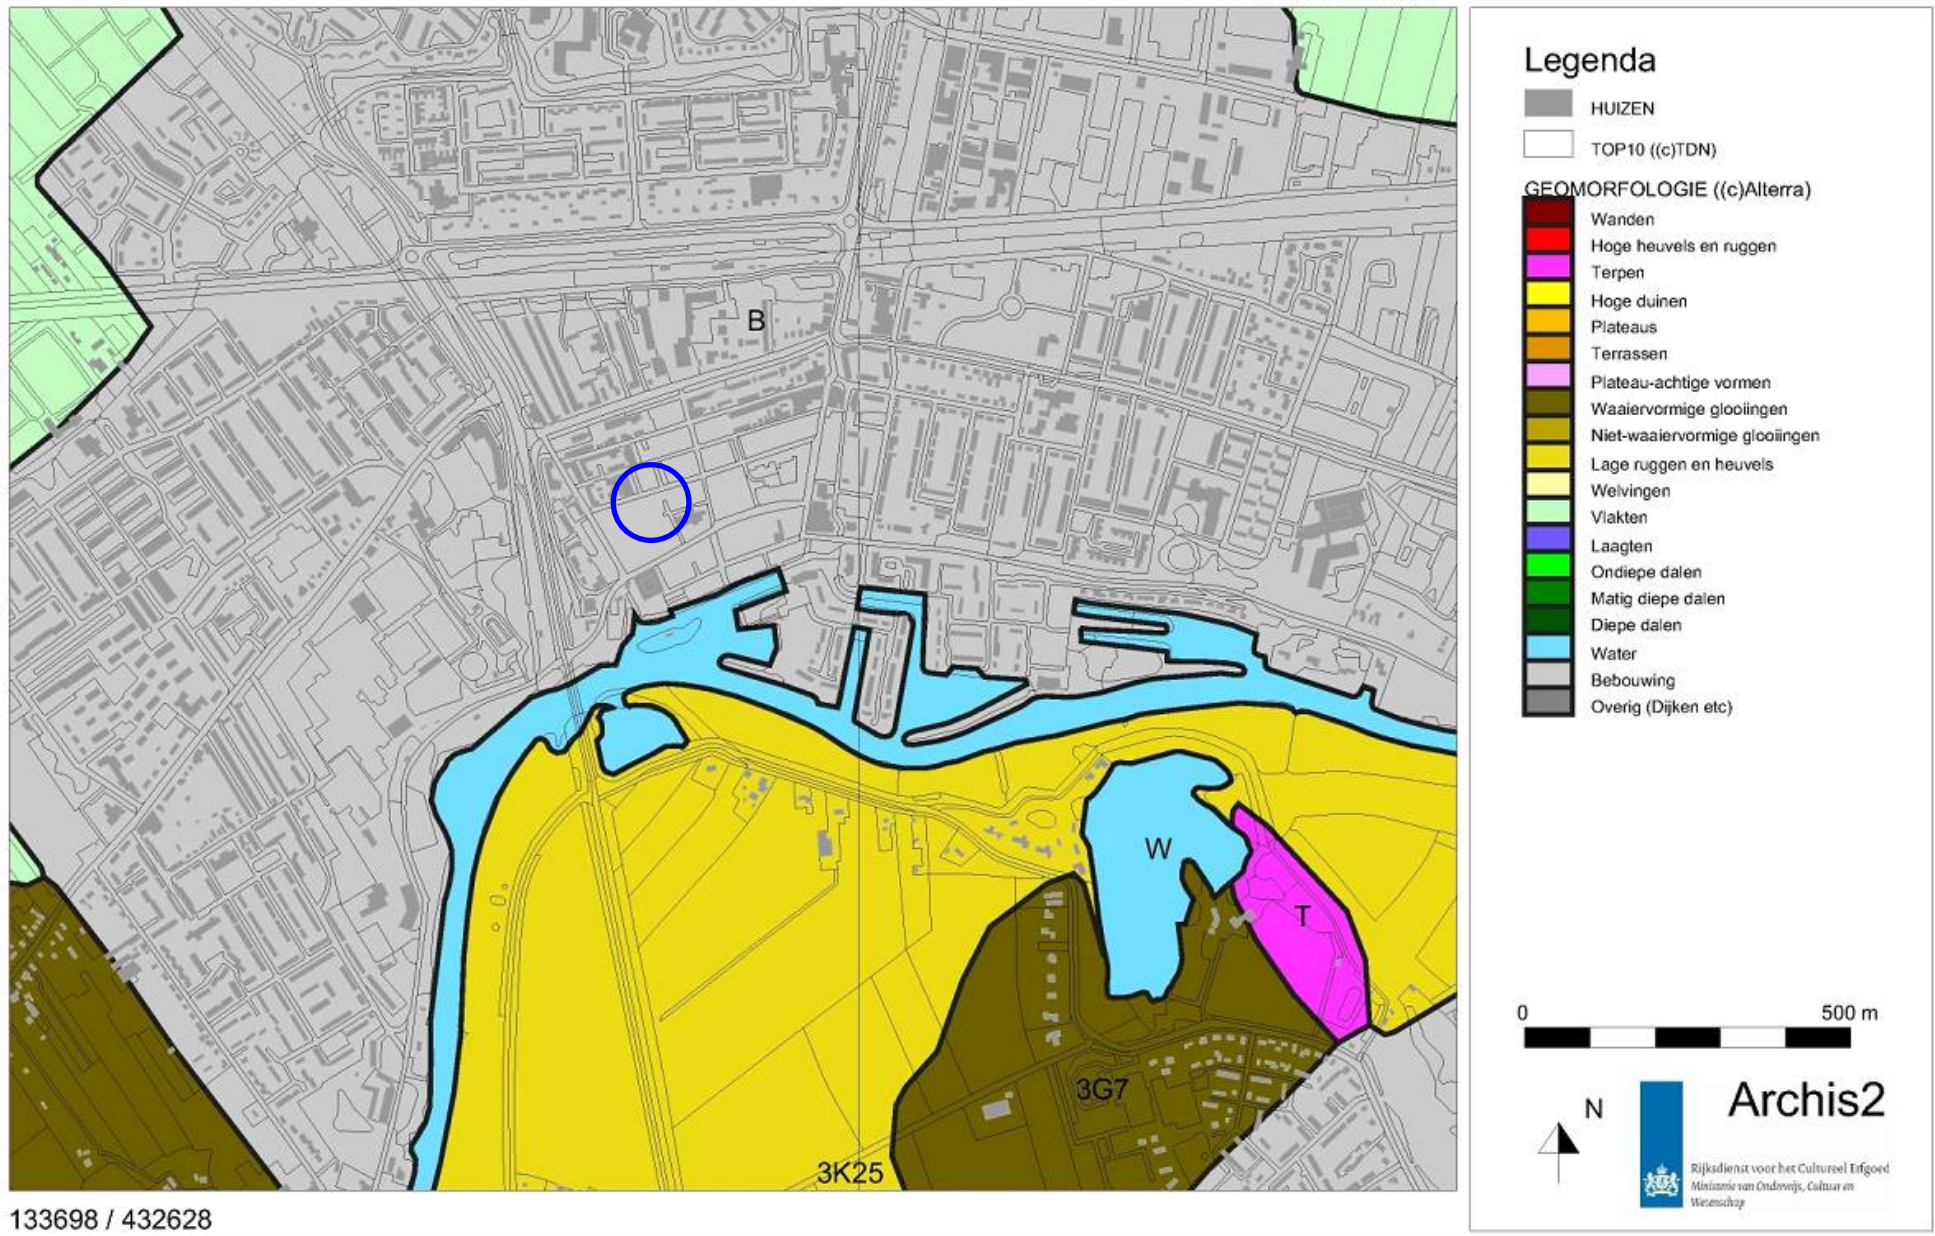 B
W
T
3G7
3K25
133698 / 432628
Legenda
HUIZEN
TOP10 ((c)TDN)
GEOMORFOLOGIE ((c)Alterra)
Wanden
Hoge heuvels en ruggen
Terpen
Hoge duinen
Plateaus
Terrassen
Plateau-achtige vormen
Waaiervormige glooiingen
Niet-waaiervormige glooiingen
Lage ruggen en heuvels
Welvingen
Vlakten
Laagten
Ondiepe dalen
Matig diepe dalen
Diepe dalen
Water
Bebouwing
Overig (Dijken etc)
0 500 m
N
Archis2
Rijksdienst voor het Cultureel Erfgoed
Ministerie van Onderwijs, Cultuur en
Wetenschap